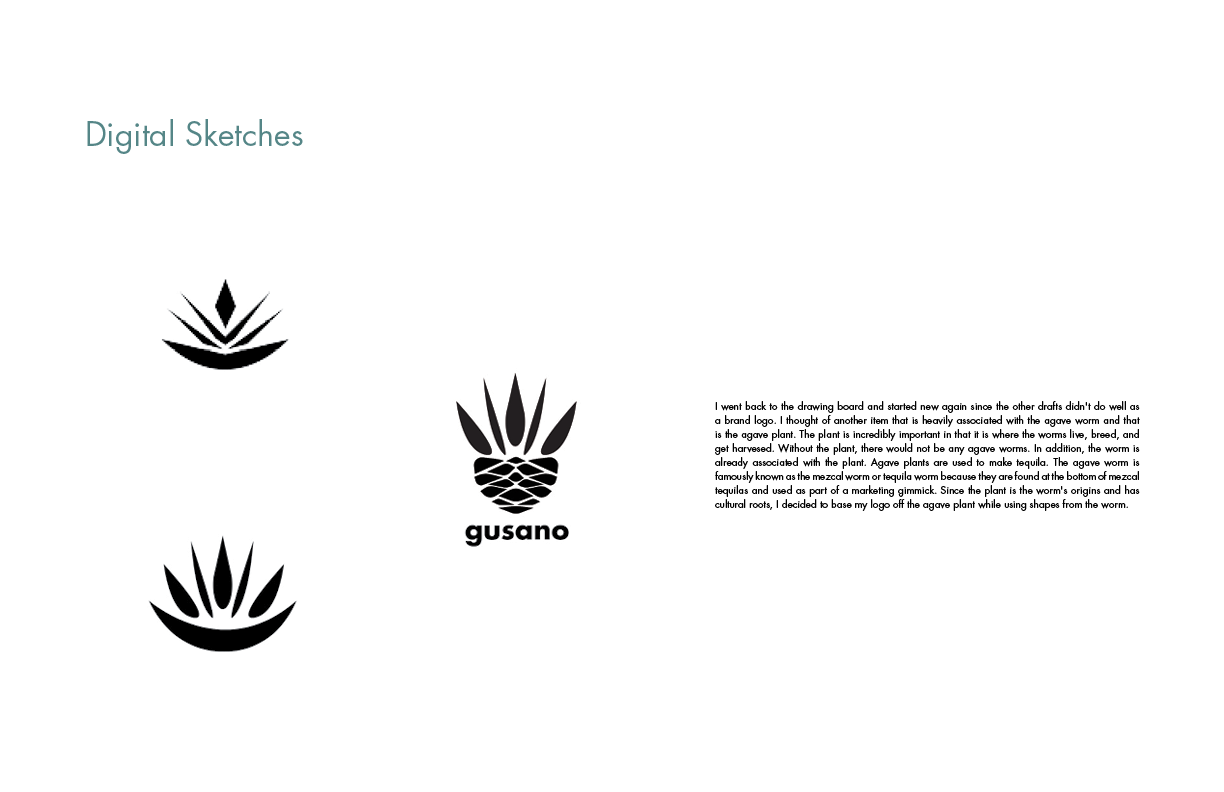 Digital Sketches
gusano
I went back to the drawing board and started new again since the other drafts didn't do well as
a brand logo. I thought of another item that is heavily associated with the agave worm and that
is the agave plant. The plant is incredibly important in that it is where the worms live, breed, and
get harvesed. Without the plant, there would not be any agave worms. In addition, the worm is
already associated with the plant. Agave plants are used to make tequila. The agave worm is
famously known as the mezcal worm or tequila worm because they are found at the bottom of mezcal
tequilas and used as part of a marketing gimmick. Since the plant is the worm's origins and has
cultural roots, I decided to base my logo off the agave plant while using shapes from the worm.